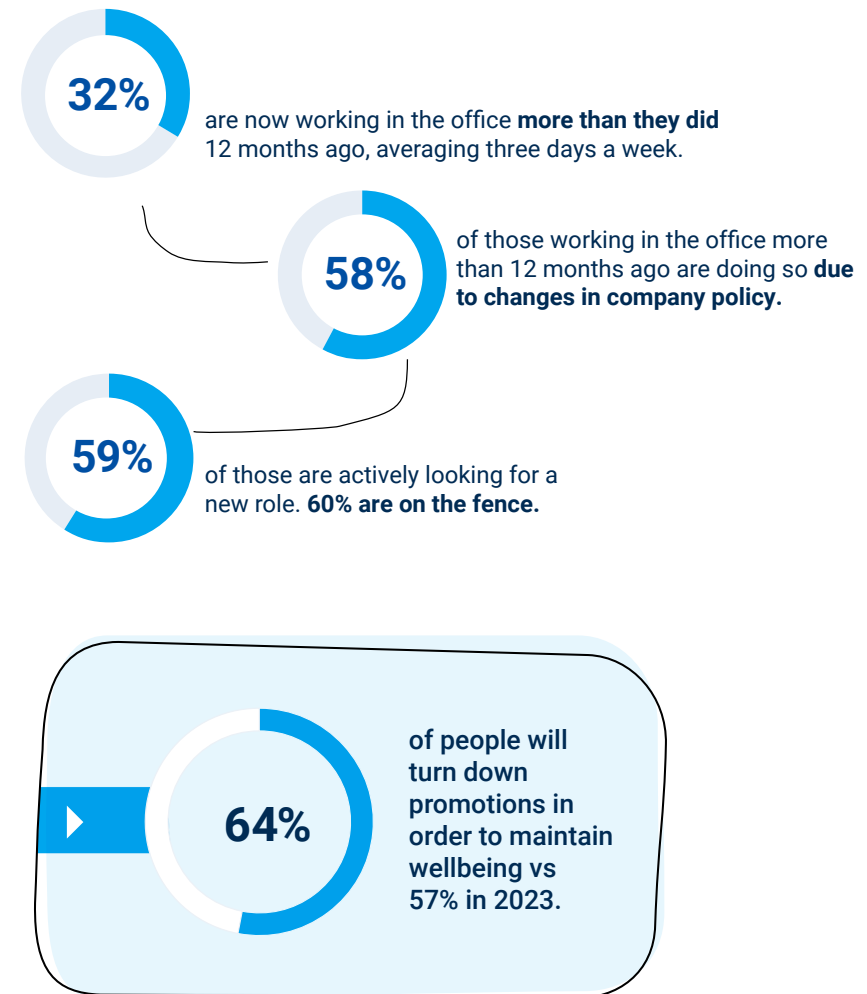 32%
are now working in the office more than they did
12 months ago, averaging three days a week.
58%
of those working in the office more
than 12 months ago are doing so due
to changes in company policy.
59%
of those are actively looking for a
new role. 60% are on the fence.
64%
of people will
turn down
promotions in
order to maintain
wellbeing vs
57% in 2023.